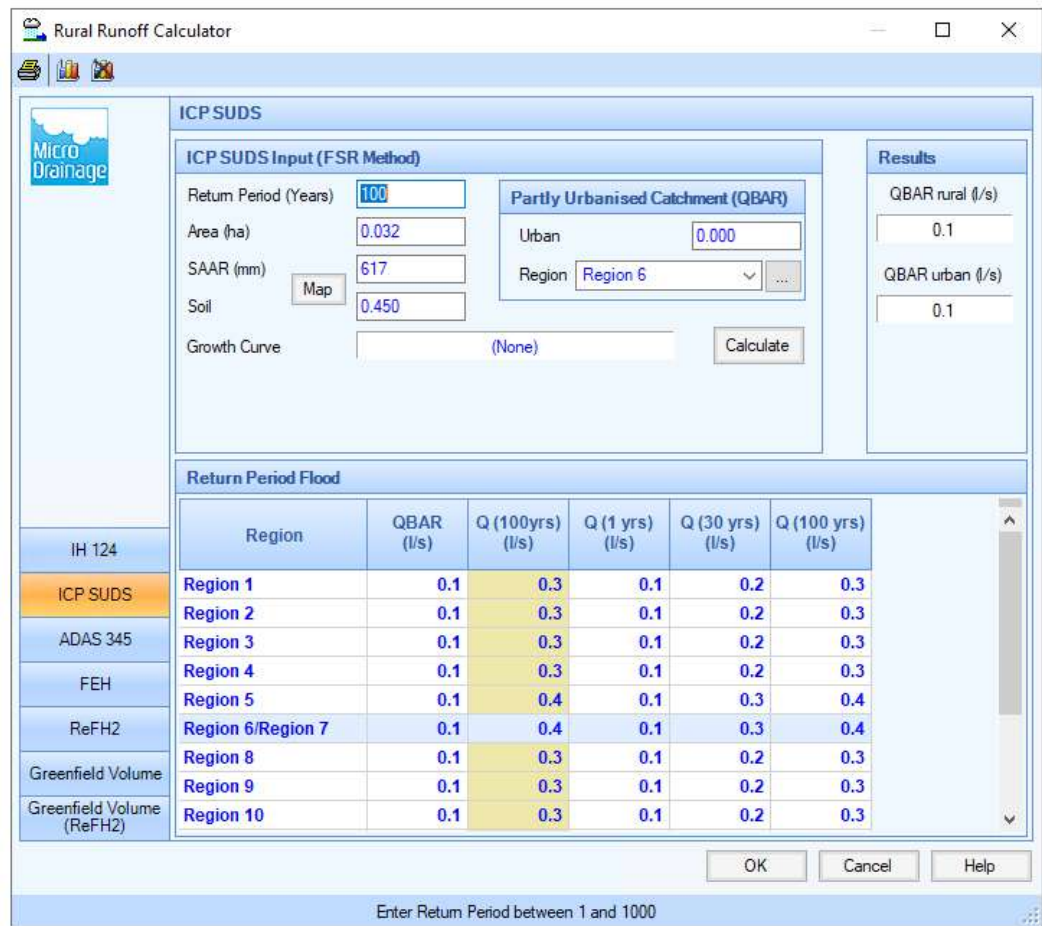 Rural Runoff Calculator
Micro
Drainage
ICP SUDS
ICP SUDS Input (FSR Method)
Return Period (Years) 100
Area (ha) 0.032
SAAR (mm) 617
Map
Soil 0.450
Growth Curve (None)
Calculate
Partly Urbanised Catchment (QBAR)
Urban 0.000
Region Region 6 ...
Results
QBAR rural (l/s)
0.1
QBAR urban (l/s)
0.1
IH 124
ICP SUDS
ADAS 345
FEH
ReFH2
Greenfield Volume
Greenfield Volume
(ReFH2)
Return Period Flood
Region QBAR (l/s) Q (100yrs) (l/s) Q (1 yrs) (l/s) Q (30 yrs) (l/s) Q (100 yrs) (l/s)
Region 1 0.1 0.3 0.1 0.2 0.3
Region 2 0.1 0.3 0.1 0.2 0.3
Region 3 0.1 0.3 0.1 0.2 0.3
Region 4 0.1 0.3 0.1 0.2 0.3
Region 5 0.1 0.4 0.1 0.3 0.4
Region 6/Region 7 0.1 0.4 0.1 0.3 0.4
Region 8 0.1 0.3 0.1 0.2 0.3
Region 9 0.1 0.3 0.1 0.2 0.3
Region 10 0.1 0.3 0.1 0.2 0.3
OK Cancel Help
Enter Return Period between 1 and 1000